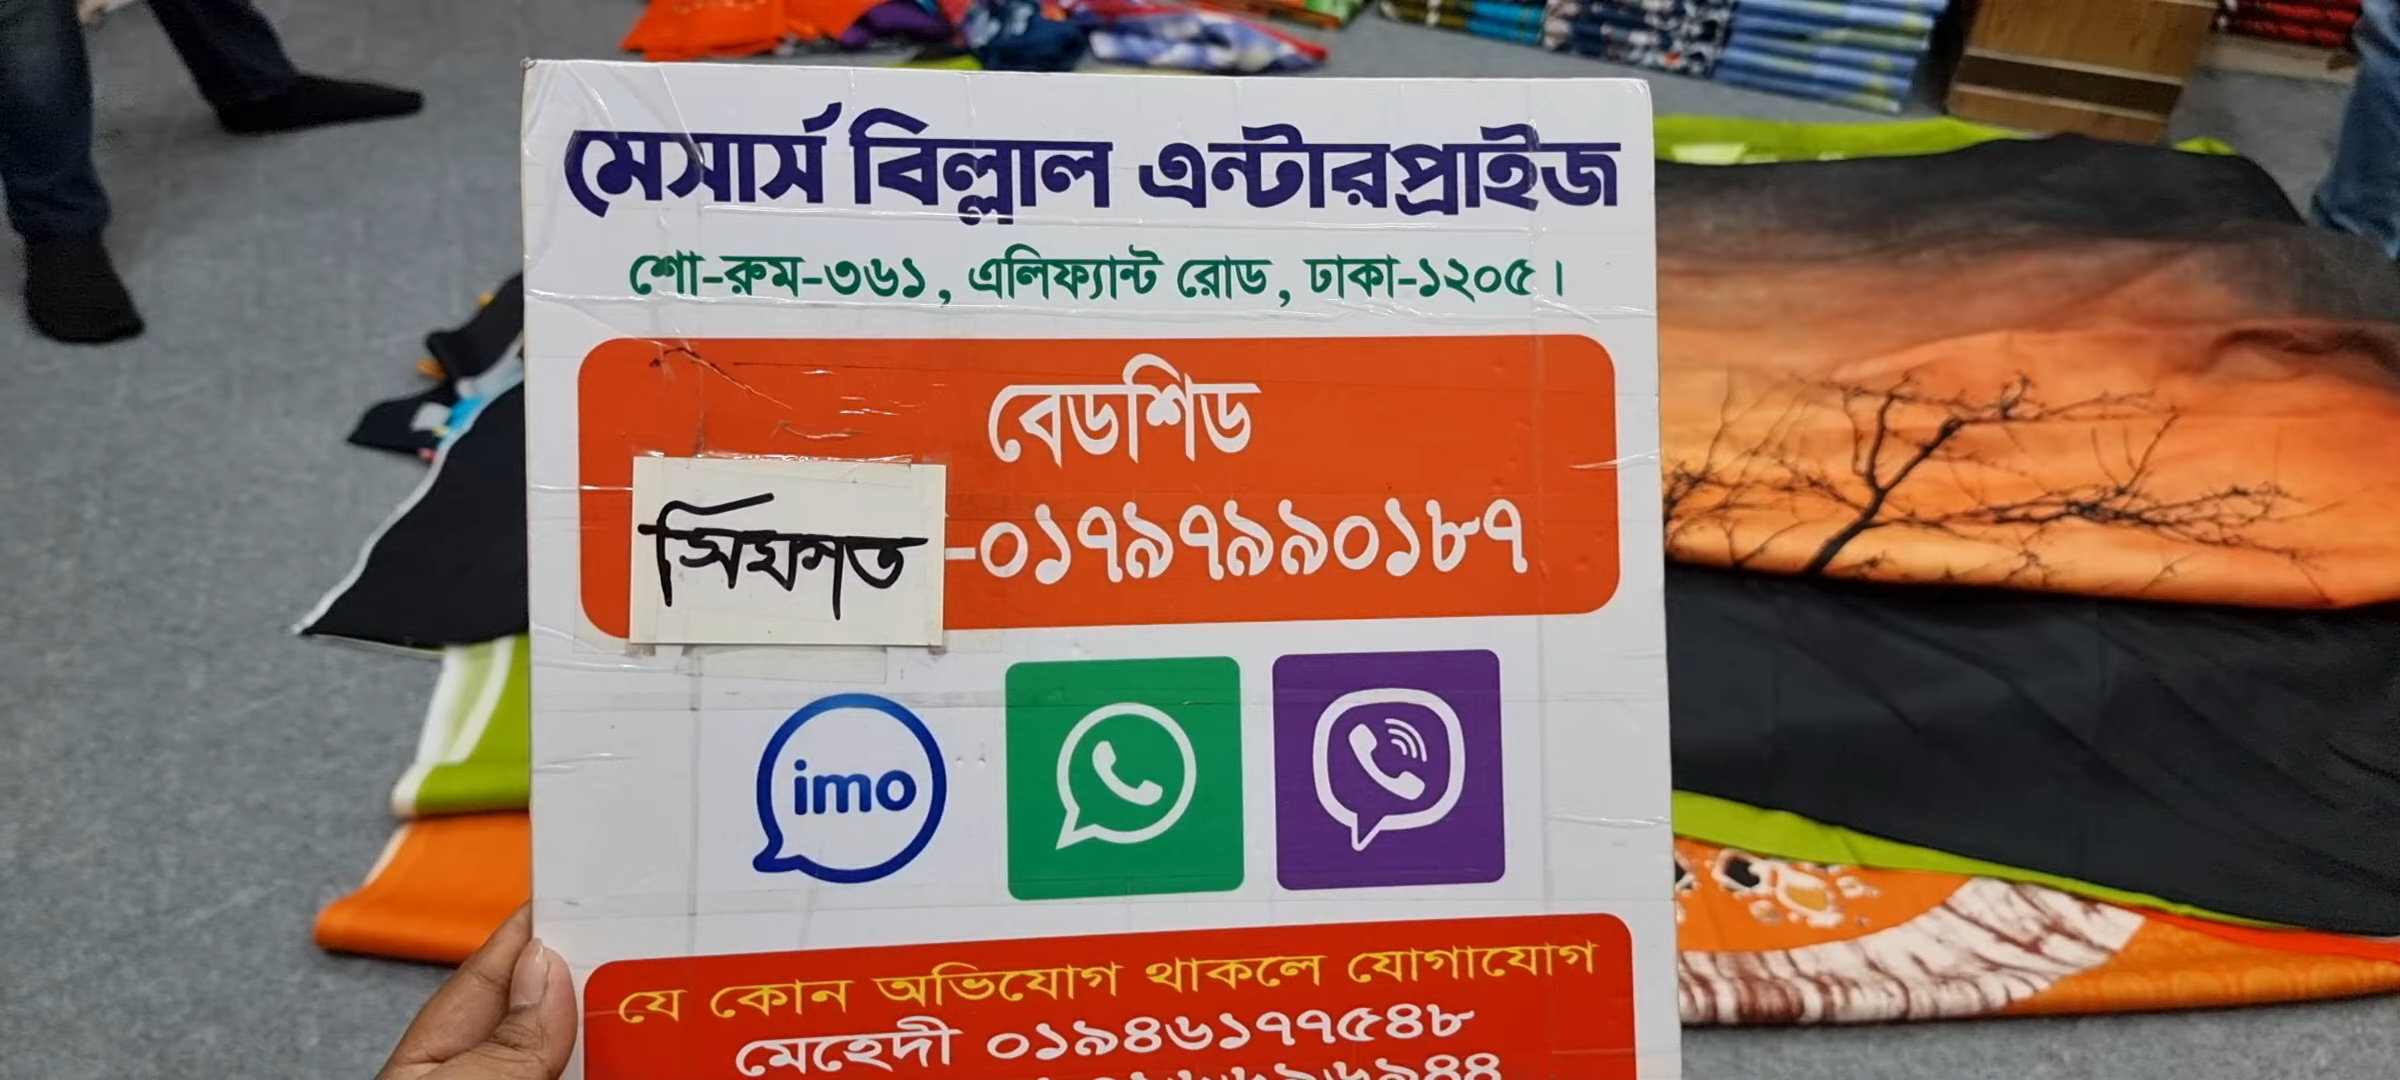 মেসার্স বিল্লাল এন্টারপ্রাইজ
শো-রুম-৩৬১, এলিফ্যান্ট রোড, ঢাকা-১২০৫।
বেডশিড
-০১৭৯৭৯৯০১৮৭
imo
যে কোন অভিযোগ থাকলে যোগাযোগ
মেহেদী ০১৯৪৬১৭৭৫৪৮